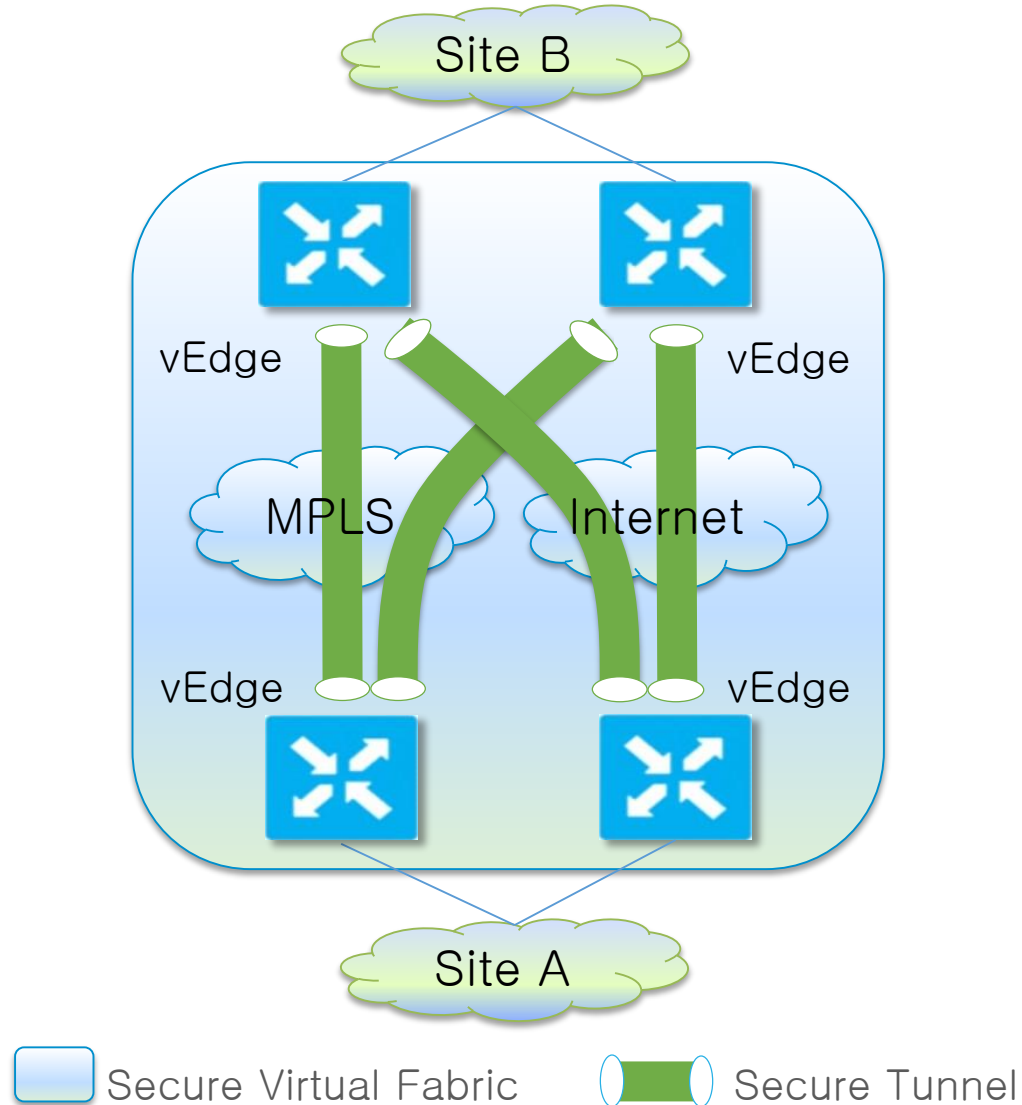 Site B
vEdge
vEdge
MPLS
Internet
vEdge
vEdge
Site A
Secure Virtual Fabric
Secure Tunnel